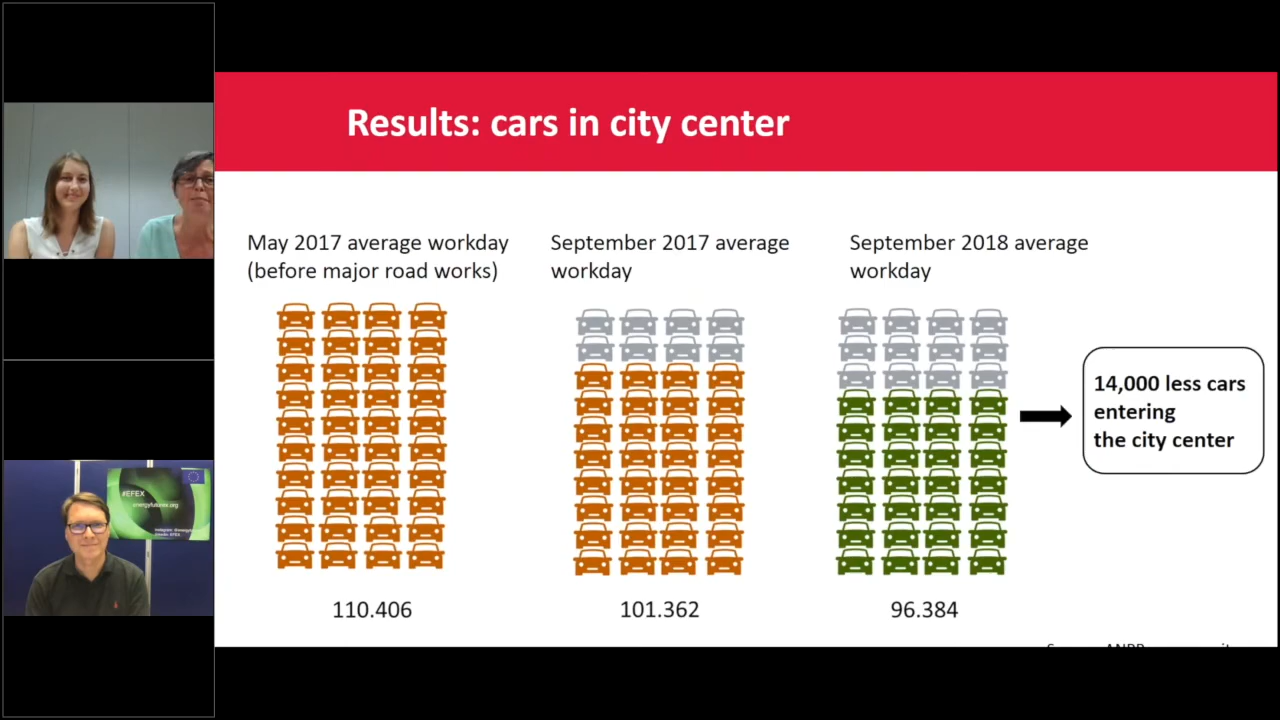 Results: cars in city center
May 2017 average workday
(before major road works)
September 2017 average
workday
September 2018 average
workday
14,000 less cars
entering
the city center
110.406
101.362
96.384
#EFEX
energyfutures.org